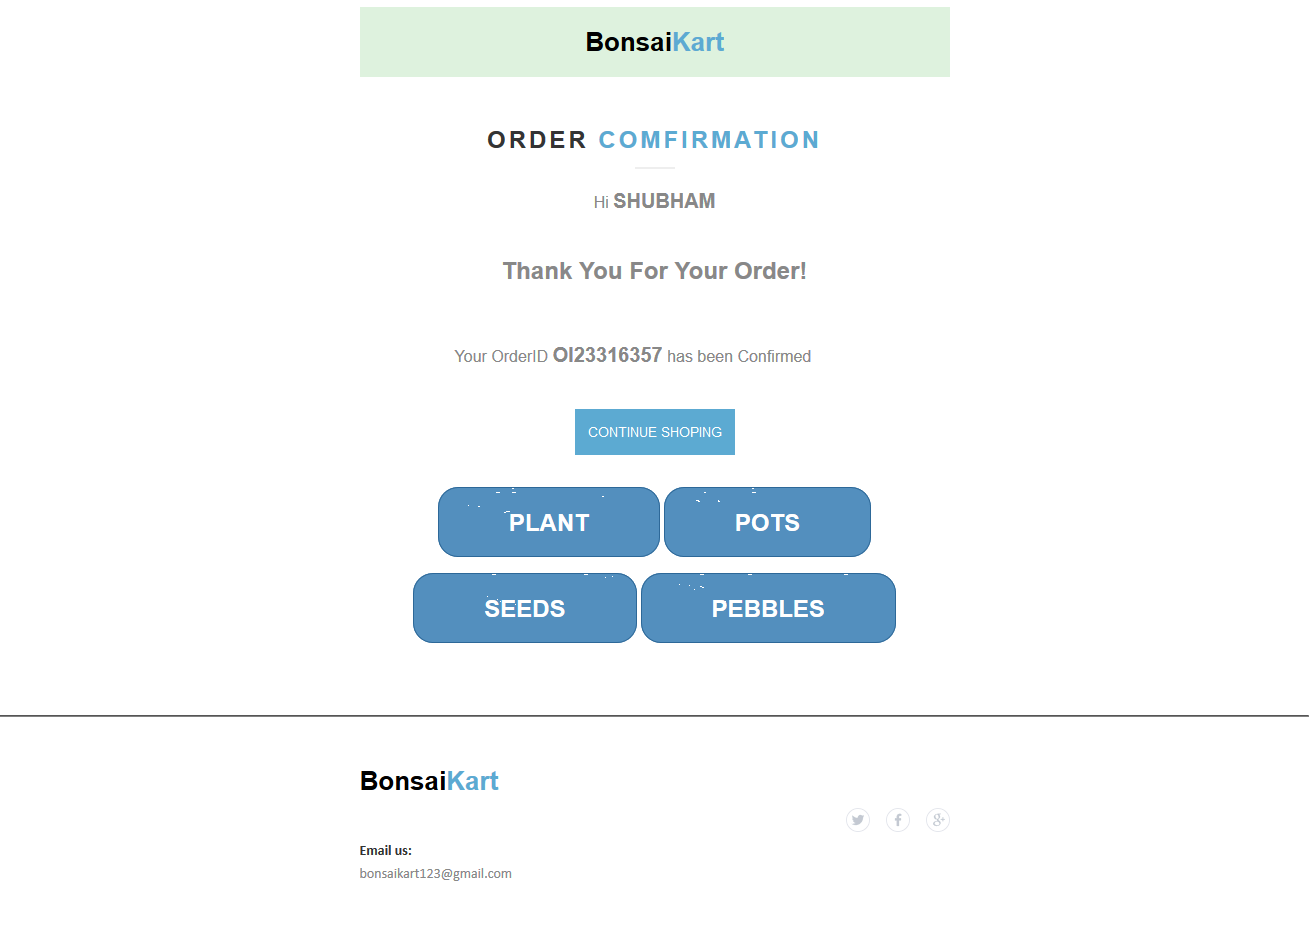 BonsaiKart
ORDER COMFIRMATION
Hi SHUBHAM
Thank You For Your Order!
Your OrderID OI23316357 has been Confirmed
CONTINUE SHOPING
PLANT POTS
SEEDS PEBBLES
BonsaiKart
Email us:
bonsaikart123@gmail.com